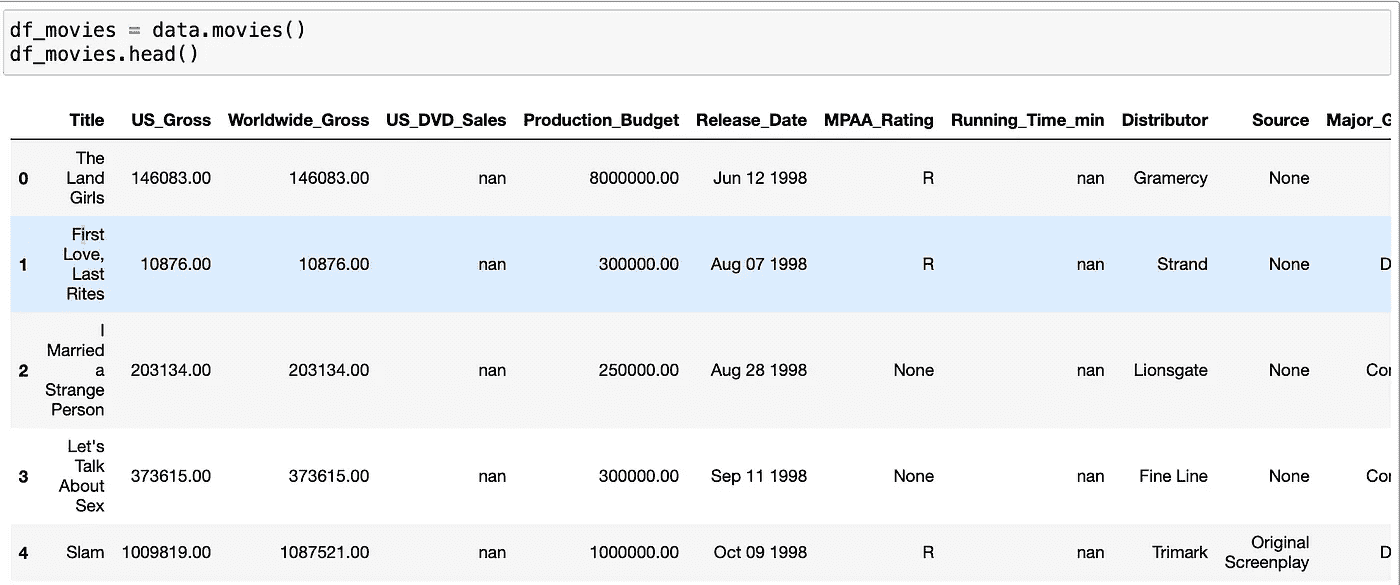 df_movies = data.movies()
df_movies.head()
Title US_Gross Worldwide_Gross US_DVD_Sales Production_Budget Release_Date MPAA_Rating Running_Time_min Distributor Source Major_G
0 The Land Girls 146083.00 146083.00 nan 8000000.00 Jun 12 1998 R nan Gramercy None
1 First Love, Last Rites 10876.00 10876.00 nan 300000.00 Aug 07 1998 R nan Strand None D
2 I Married a Strange Person 203134.00 203134.00 nan 250000.00 Aug 28 1998 None nan Lionsgate None Cor
3 Let's Talk About Sex 373615.00 373615.00 nan 300000.00 Sep 11 1998 None nan Fine Line None Cor
4 Slam 1009819.00 1087521.00 nan 1000000.00 Oct 09 1998 R nan Trimark Original Screenplay D